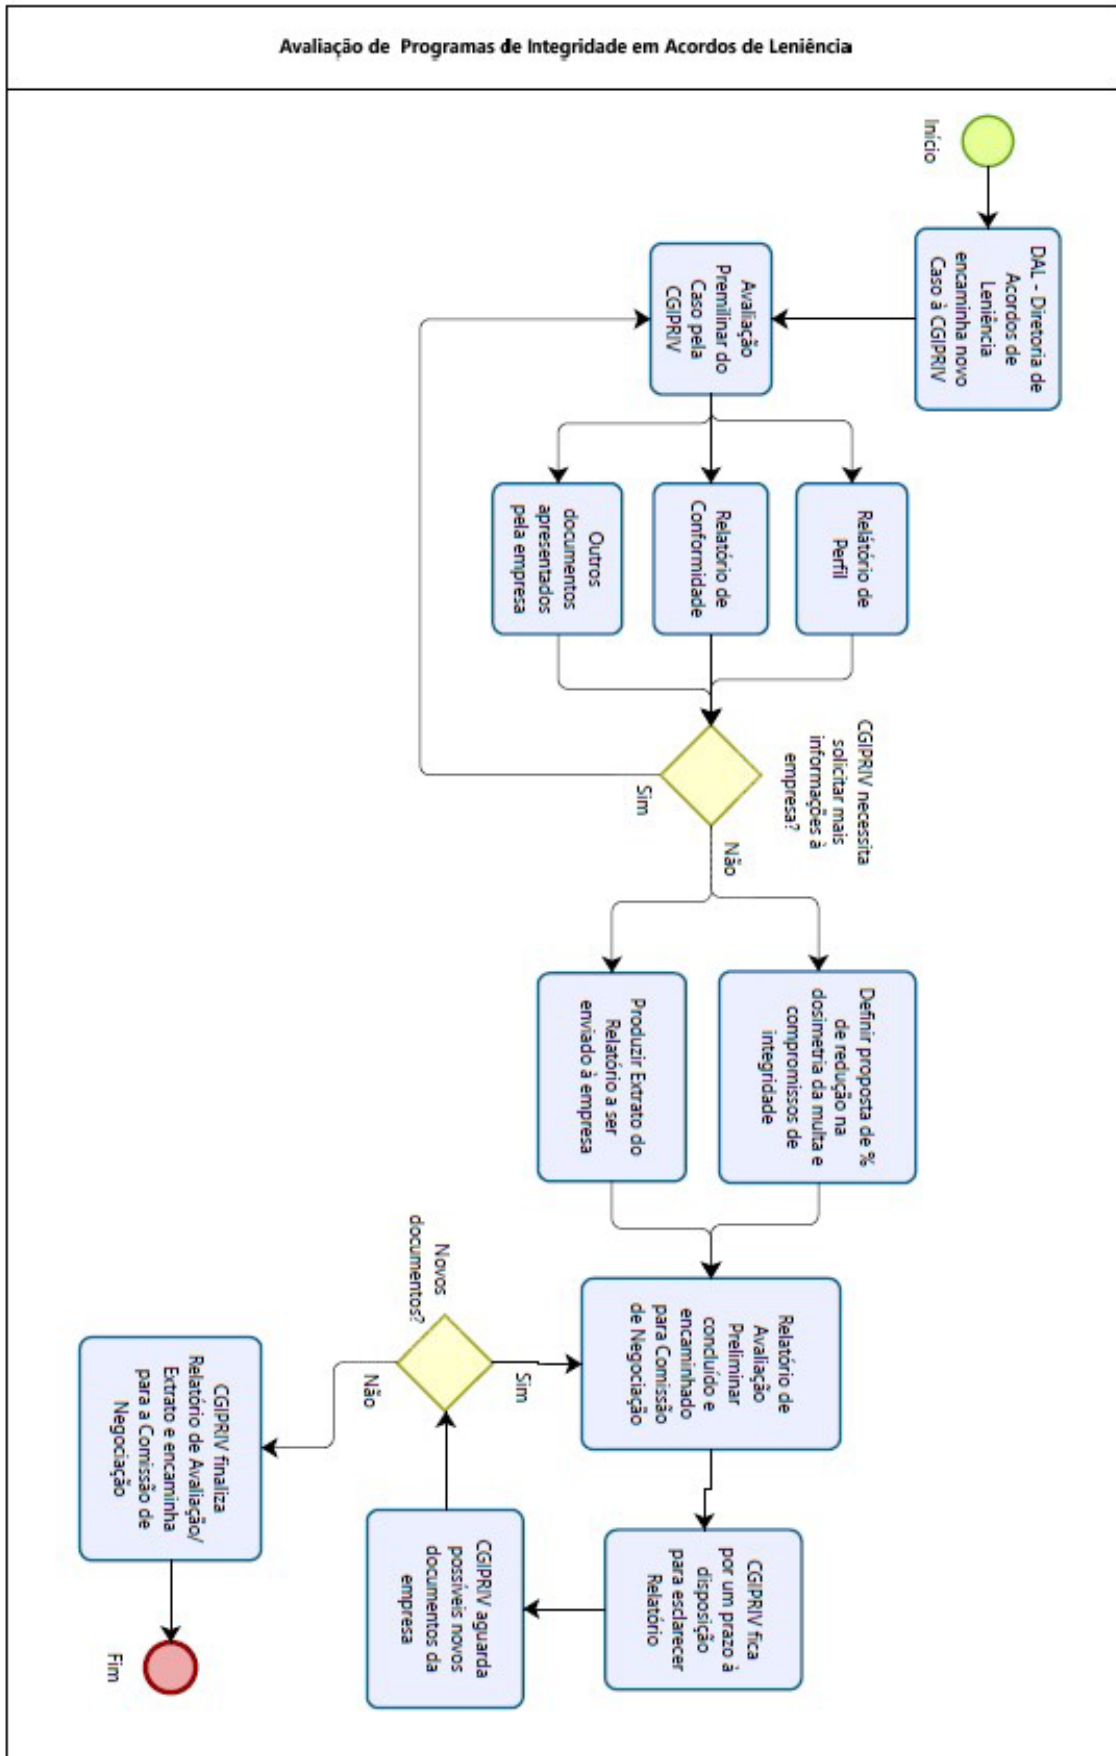 Avaliação de Programas de Integridade em Acordos de Leniência
Início
DAL - Diretoria de
Acordos de
Leniência
encaminha novo
Caso à CGIPRIV
Avaliação
Premilinar do
Caso pela
CGIPRIV
Relátório de
Perfil
Relatório de
Conformidade
Outros
documentos
apresentados
pela empresa
CGIPRIV necessita
solicitar mais
informações à
empresa?
Sim
Não
Definir proposta de %
de redução na
dosimetria da multa e
compromissos de
integridade
Produzir Extrato do
Relatório a ser
enviado à empresa
Relatório de
Avaliação
Preliminar
concluído e
encaminhado
para Comissão
de Negociação
CGIPRIV fica
por um prazo à
disposição
para esclarecer
Relatório
CGIPRIV aguarda
possíveis novos
documentos da
empresa
Novos
documentos?
Sim
Não
CGIPRIV finaliza
Relatório de Avaliação/
Extrato e encaminha
para a Comissão de
Negociação
Fim